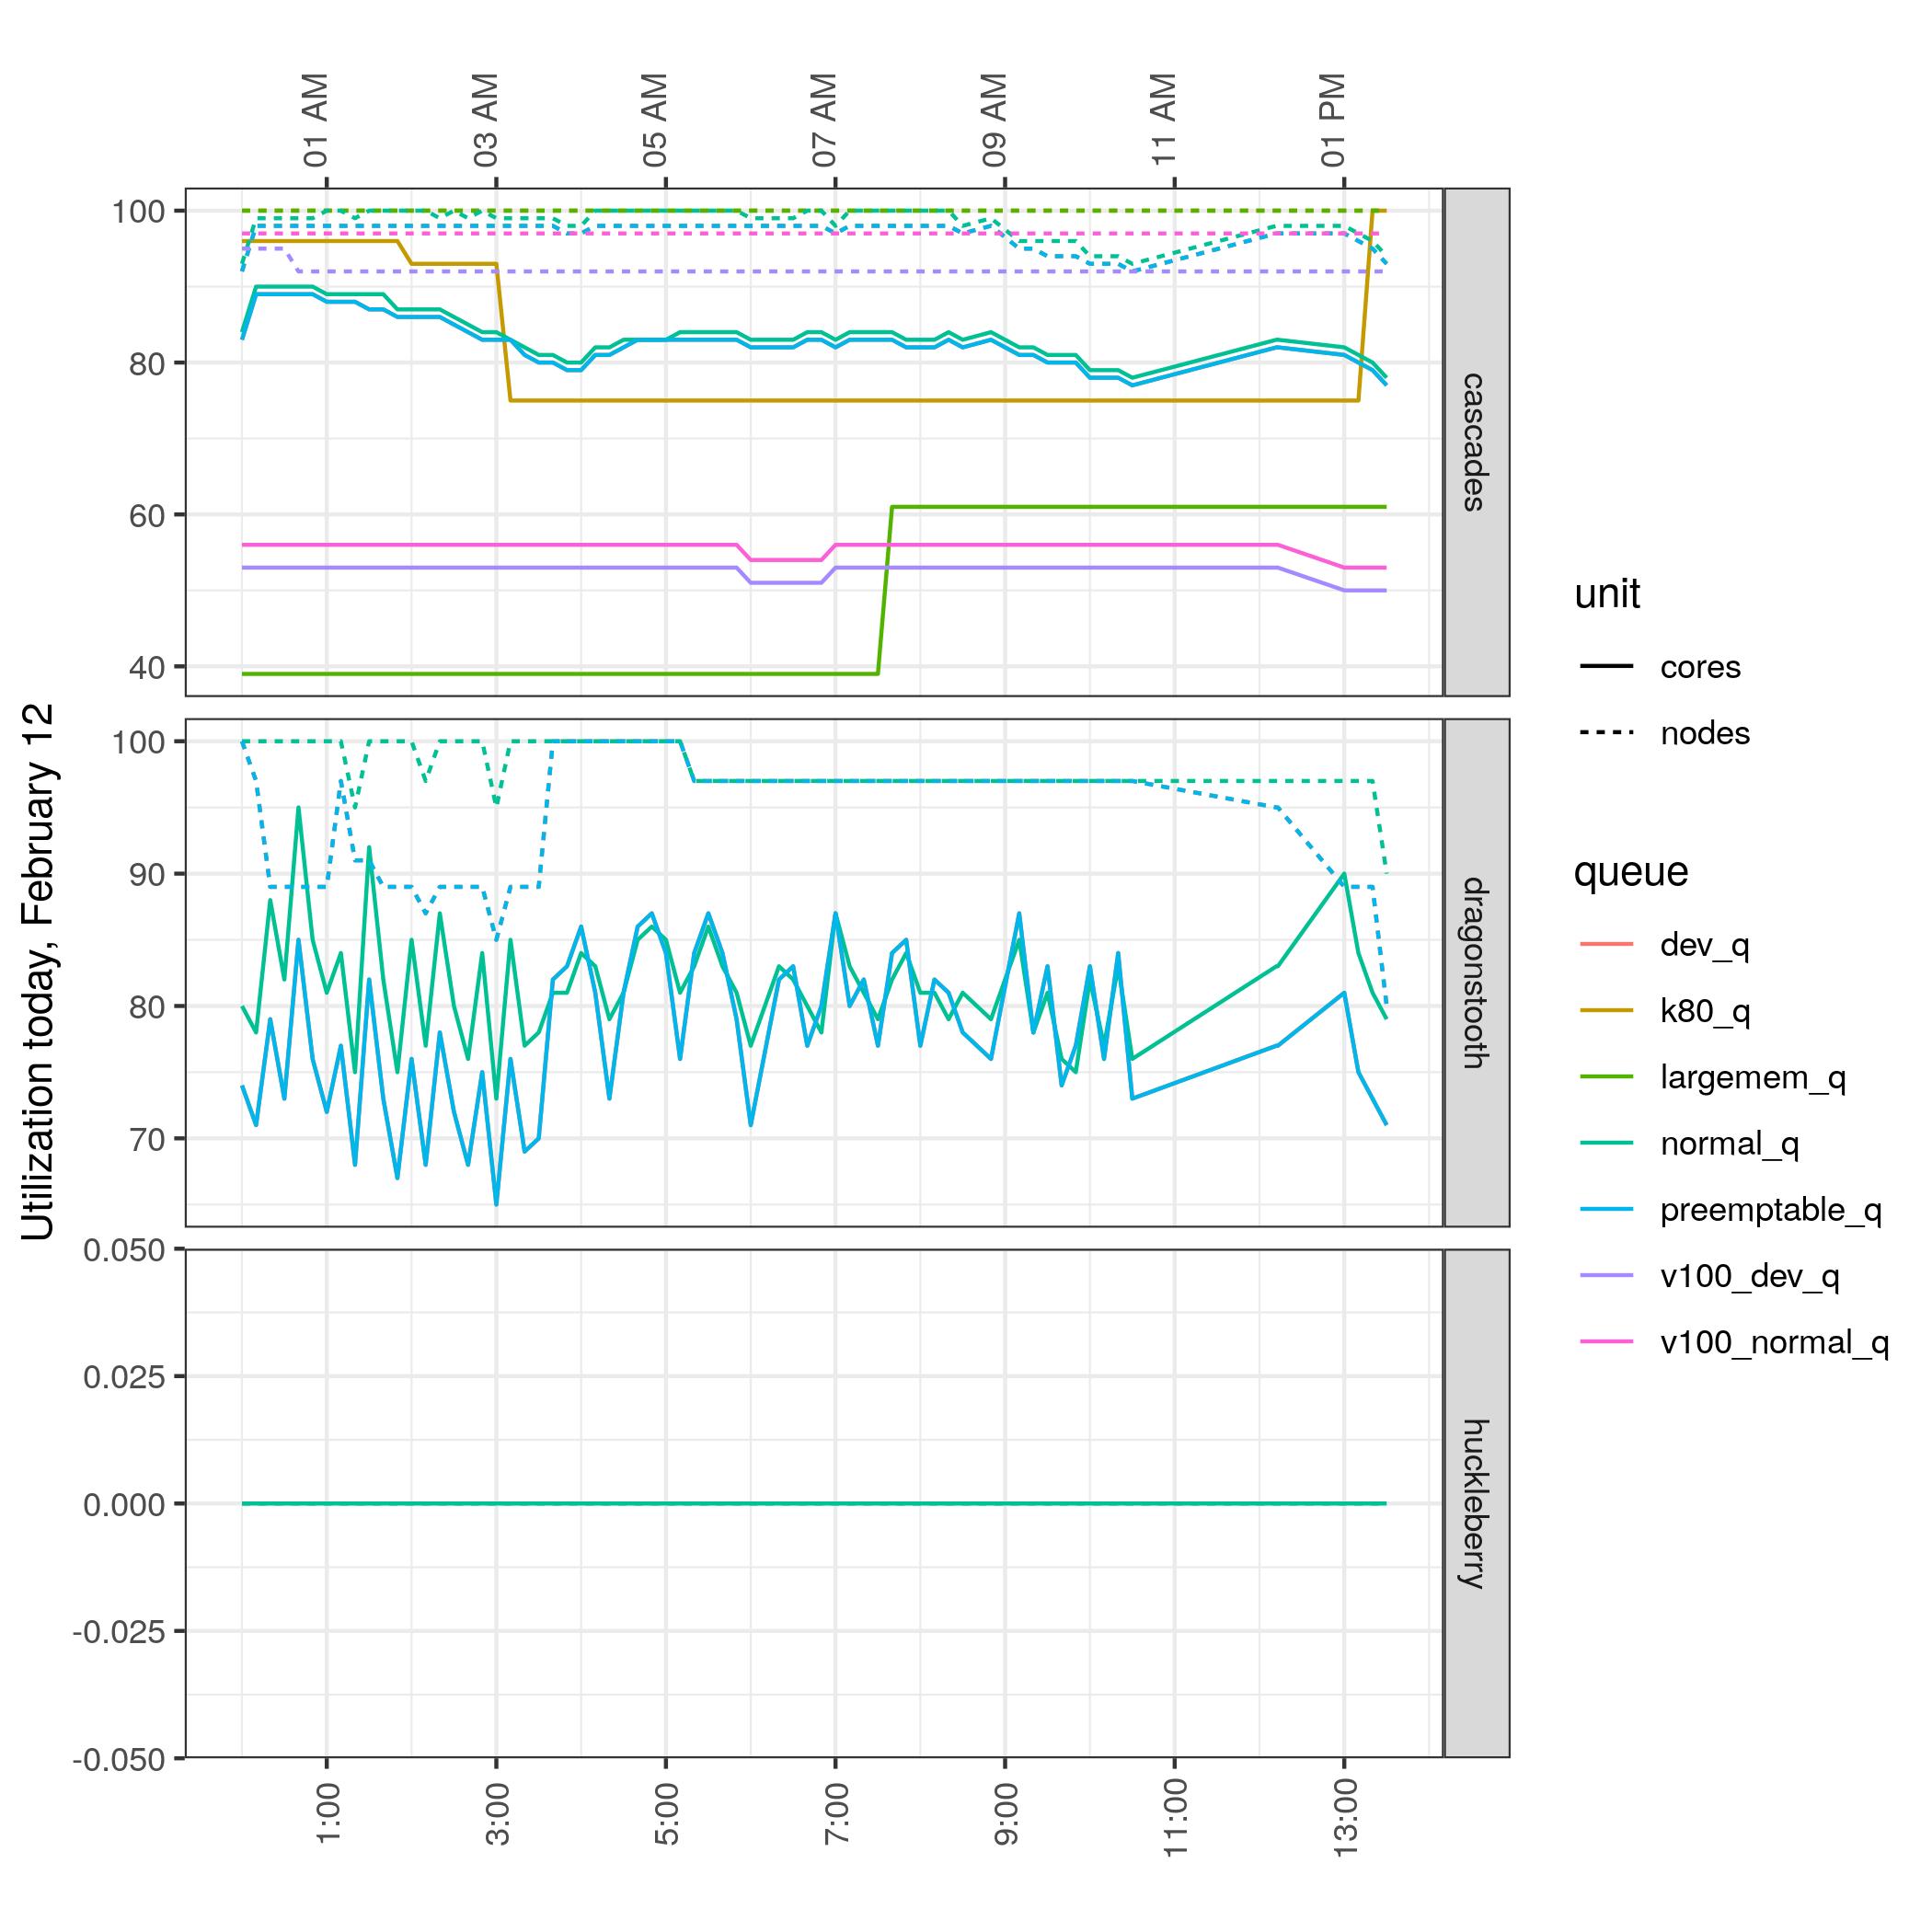 01 AM
03 AM
05 AM
07 AM
09 AM
11 AM
01 PM
Utilization today, February 12
100
80
60
40
cascades
100
90
80
70
dragonstooth
0.050
0.025
0.000
-0.025
-0.050
huckleberry
1:00
3:00
5:00
7:00
9:00
11:00
13:00
unit
cores
nodes
queue
dev_q
k80_q
largemem_q
normal_q
preemptable_q
v100_dev_q
v100_normal_q